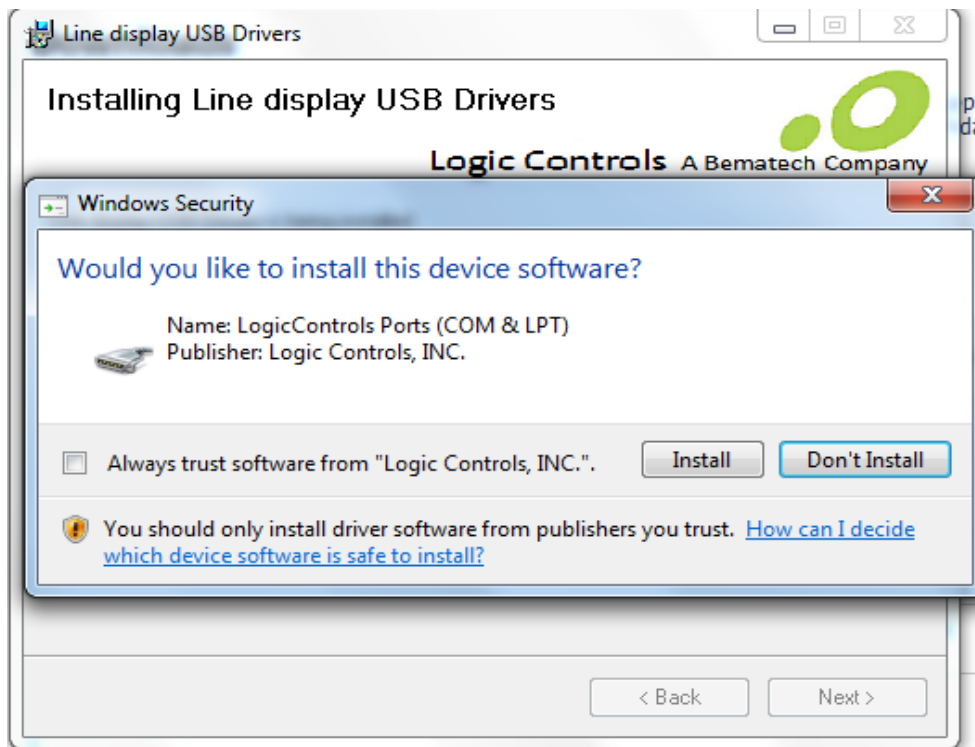 Line display USB Drivers
Installing Line display USB Drivers
Logic Controls A Bematech Company
Windows Security
Would you like to install this device software?
Name: LogicControls Ports (COM & LPT)
Publisher: Logic Controls, INC.
Always trust software from "Logic Controls, INC.".
Install
Don't Install
You should only install driver software from publishers you trust. How can I decide
which device software is safe to install?
< Back
Next >